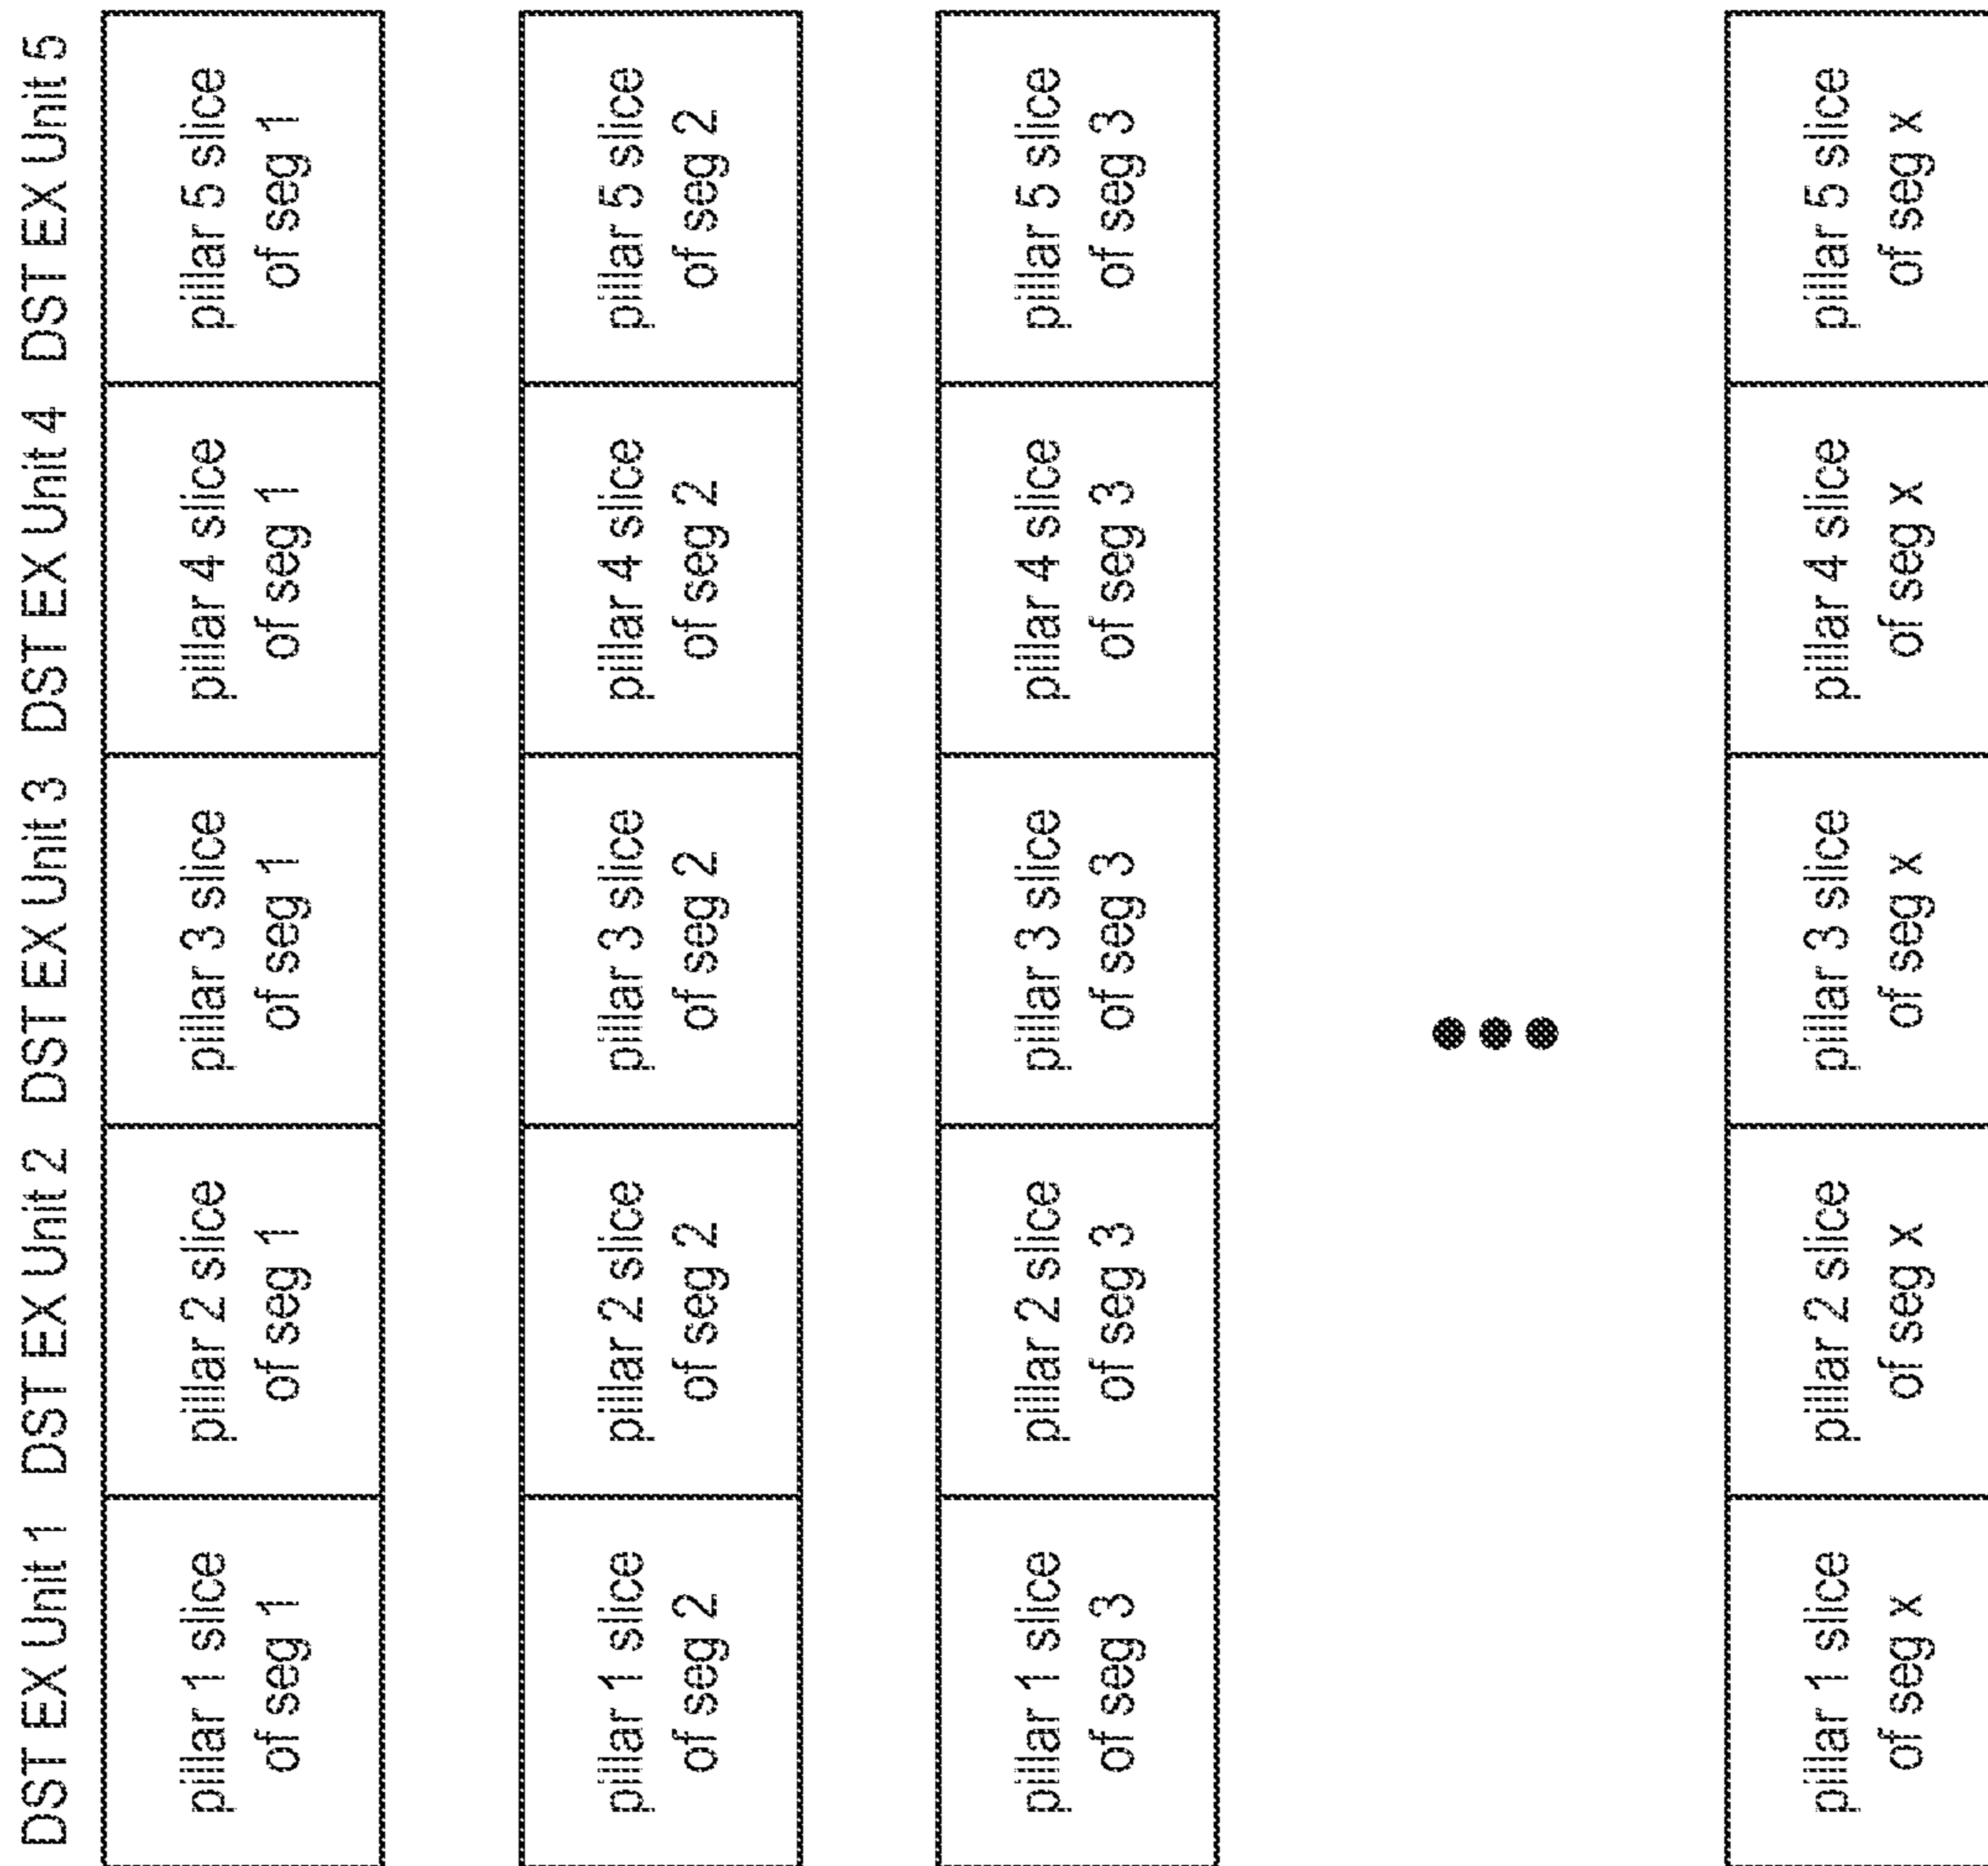 DST EX Unit 1 DST EX Unit 2 DST EX Unit 3 DST EX Unit 4 DST EX Unit 5
pillar 1 slice
of seg 1
pillar 2 slice
of seg 1
pillar 3 slice
of seg 1
pillar 4 slice
of seg 1
pillar 5 slice
of seg 1
pillar 1 slice
of seg 2
pillar 2 slice
of seg 2
pillar 3 slice
of seg 2
pillar 4 slice
of seg 2
pillar 5 slice
of seg 2
pillar 1 slice
of seg 3
pillar 2 slice
of seg 3
pillar 3 slice
of seg 3
pillar 4 slice
of seg 3
pillar 5 slice
of seg 3
pillar 1 slice
of seg x
pillar 2 slice
of seg x
pillar 3 slice
of seg x
pillar 4 slice
of seg x
pillar 5 slice
of seg x